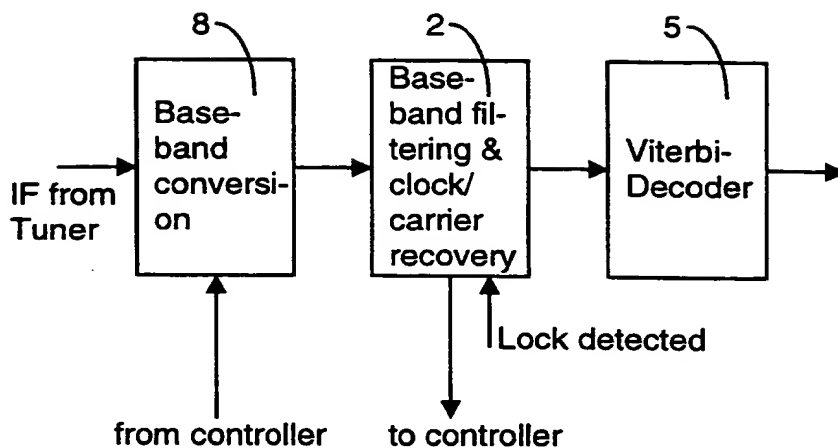 8
2
5
Base-
band
conversi-
on
Base-
band fil-
tering &
clock/
carrier
recovery
Viterbi-
Decoder
IF from
Tuner
Lock detected
from controller
to controller